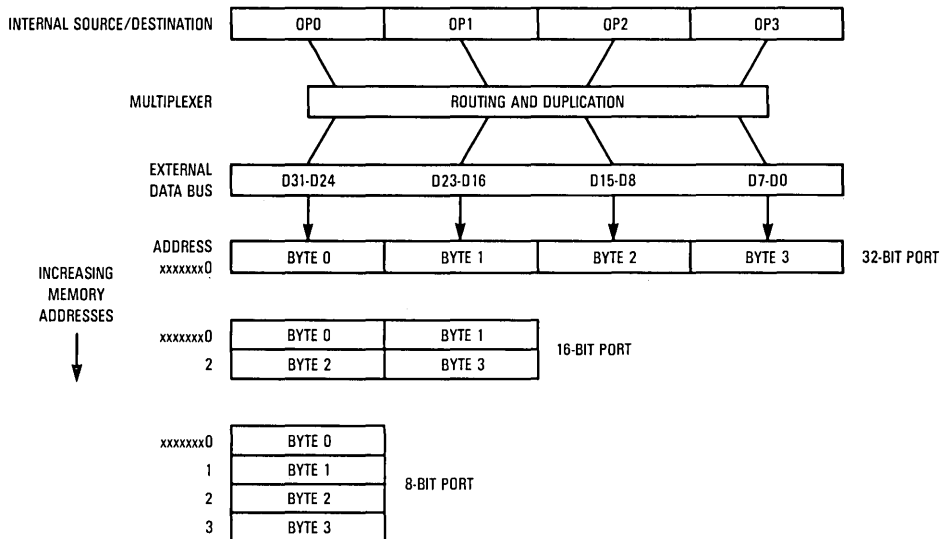 INTERNAL SOURCE/DESTINATION OP0 OP1 OP2 OP3
MULTIPLEXER ROUTING AND DUPLICATION
EXTERNAL
DATA BUS
D31-D24 D23-D16 D15-D8 D7-D0
ADDRESS
xxxxxxx0
BYTE 0 BYTE 1 BYTE 2 BYTE 3 32-BIT PORT
INCREASING
MEMORY
ADDRESSES
xxxxxxx0 BYTE 0 BYTE 1
16-BIT PORT
2 BYTE 2 BYTE 3
xxxxxxx0 BYTE 0
1 BYTE 1
8-BIT PORT
2 BYTE 2
3 BYTE 3